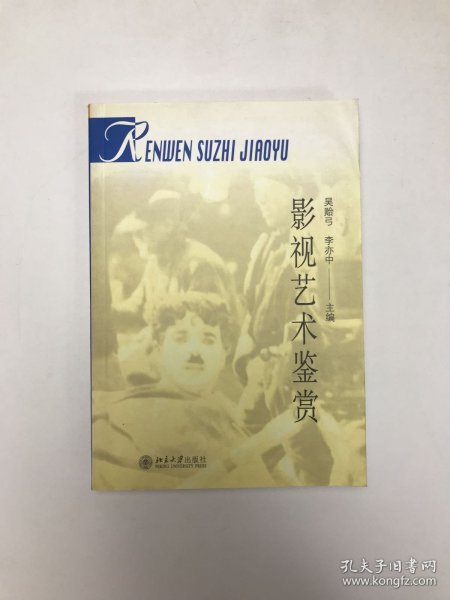 RENWEN SUZHI JIAOYU
吴贻弓 李亦中——主编
影视艺术鉴赏
北京大学出版社
PEKING UNIVERSITY PRESS
孔夫子旧书网
www.kongfz.com